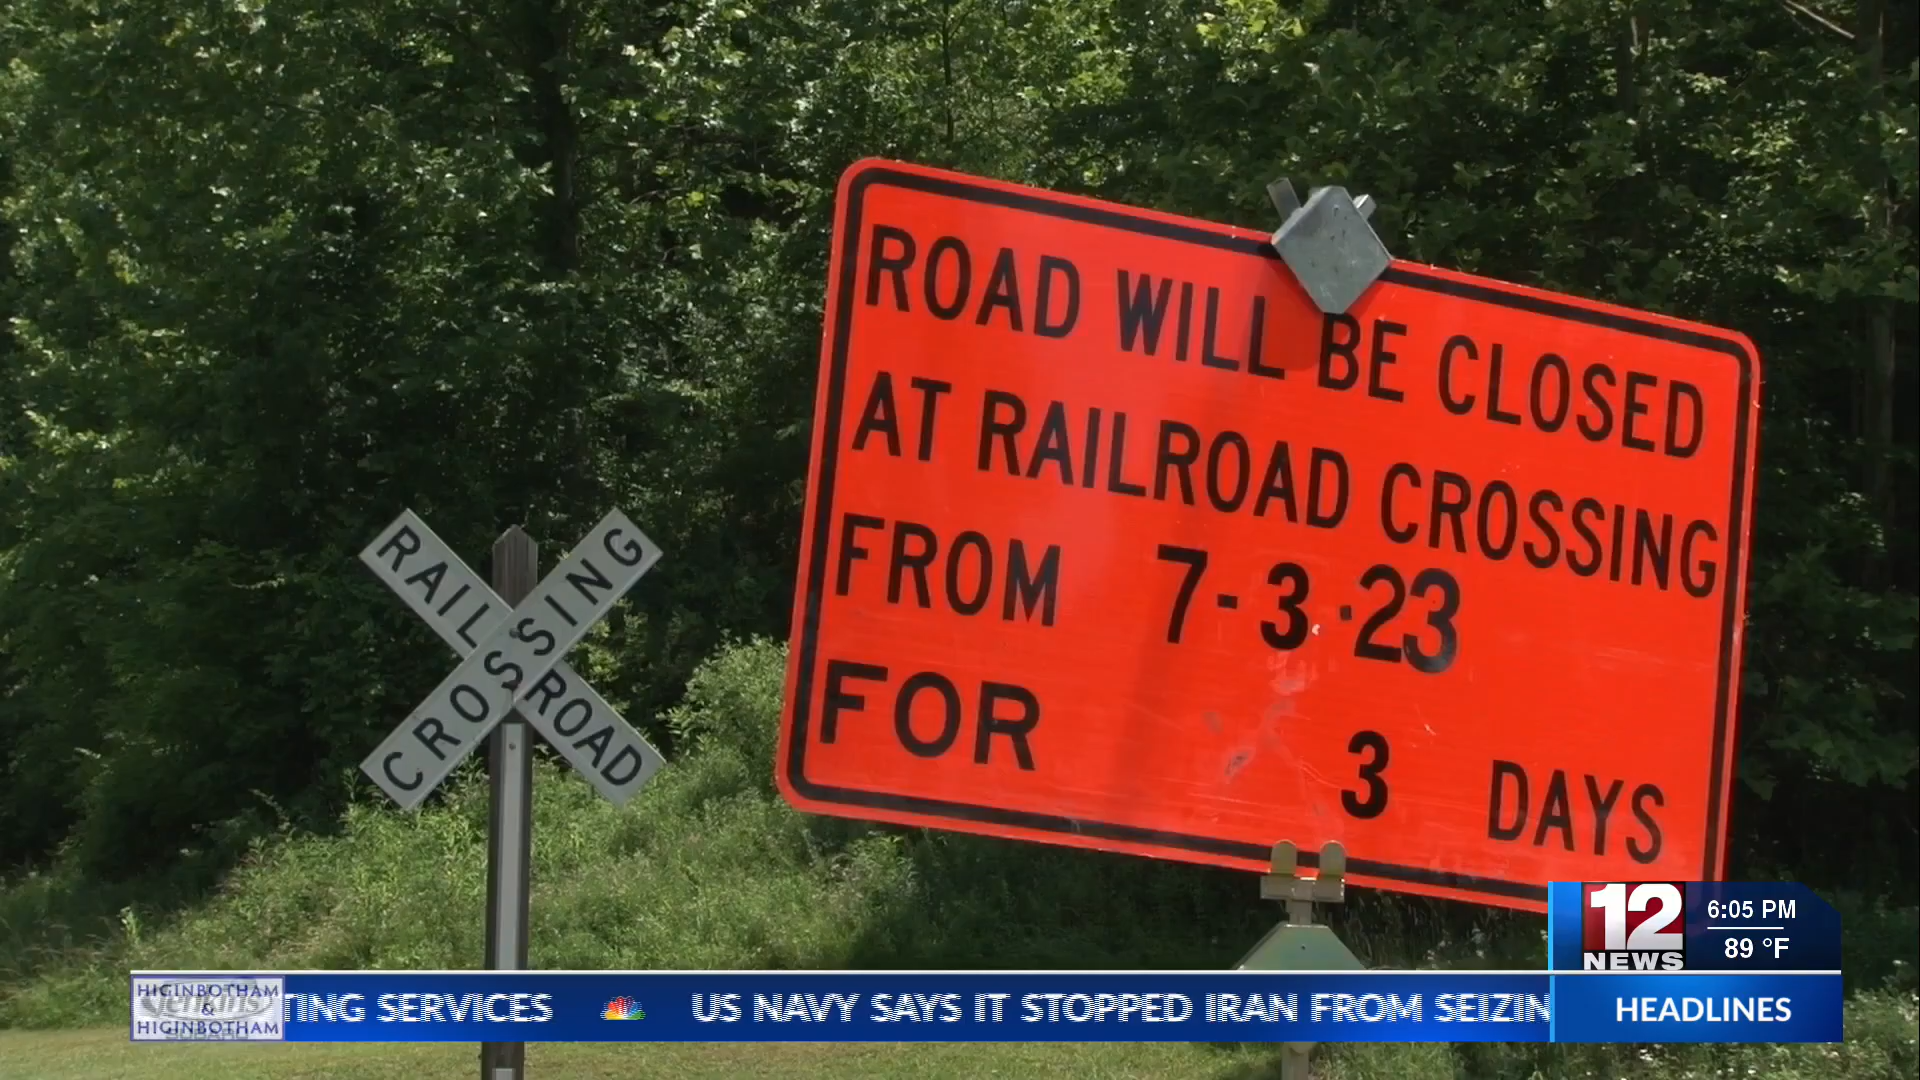 ROAD WILL BE CLOSED
AT RAILROAD CROSSING
FROM 7-3-23
FOR 3 DAYS
RAILROAD
CROSSING
12
NEWS
6:05 PM
89 °F
HIGINBOTHAM
&
HIGINBOTHAM
TING SERVICES US NAVY SAYS IT STOPPED IRAN FROM SEIZIN
HEADLINES